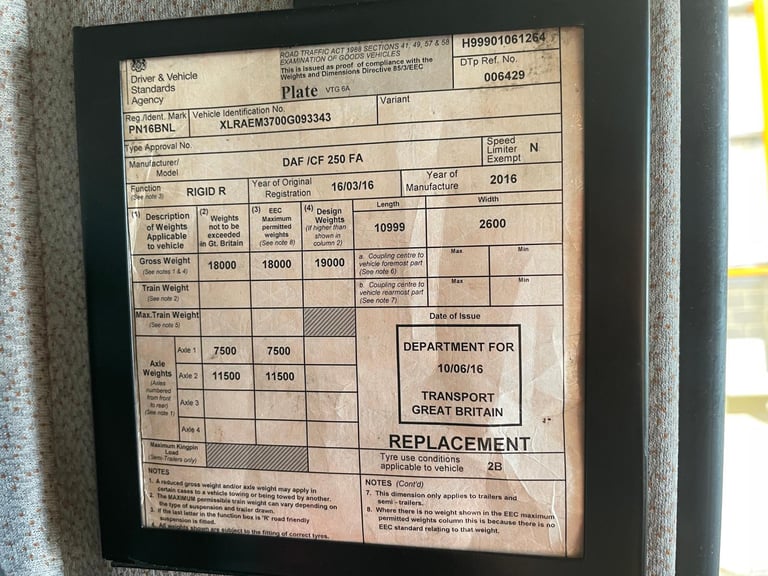 Driver & Vehicle
Standards
Agency
ROAD TRAFFIC ACT 1988 SECTIONS 41, 49, 57 & 58
EXAMINATION OF GOODS VEHICLES
This is issued as proof of compliance with the
Weights and Dimensions Directive 85/3/EEC
Plate VTG 6A
H99901061264
DTp Ref. No.
006429
Reg./Ident. Mark
PN16BNL
Vehicle Identification No.
XLRAEM3700G093343
Variant
Type Approval No.
Manufacturer/
Model
DAF /CF 250 FA
Speed
Limiter
Exempt
N
Function
(See note 3)
RIGID R
Year of Original
Registration
16/03/16
Year of
Manufacture
2016
(1) Description
of Weights
Applicable
to vehicle
(2) Weights
not to be
exceeded
in Gt. Britain
(3) EEC
Maximum
permitted
weights
(See note 8)
(4) Design
Weights
(if higher than
shown in
column 2)
Length
10999
Width
2600
Gross Weight
(See notes 1 & 4)
18000
18000
19000
a. Coupling centre to
vehicle foremost part
(See note 6)
Max
Min
Train Weight
(See note 2)
b. Coupling centre to
vehicle rearmost part
(See note 7)
Max
Min
Max.Train Weight
(See note 5)
Axle
Weights
(Axles
numbered
from front
to rear)
(See note 1)
Axle 1
7500
7500
Axle 2
11500
11500
Axle 3
Axle 4
Maximum Kingpin
Load
(Semi-Trailers only)
Date of Issue
DEPARTMENT FOR
10/06/16
TRANSPORT
GREAT BRITAIN
REPLACEMENT
Tyre use conditions
applicable to vehicle
2B
NOTES
1. A reduced gross weight and/or axle weight may apply in
certain cases to a vehicle towing or being towed by another.
2. The MAXIMUM permissible train weight can vary depending on
the type of suspension and trailer drawn.
3. If the last letter in the function box is 'R' road friendly
suspension is fitted.
All weights shown are subject to the fitting of correct tyres.
NOTES (Cont'd)
7. This dimension only applies to trailers and
semi - trailers.
8. Where there is no weight shown in the EEC maximum
permitted weights column this is because there is no
EEC standard relating to that weight.